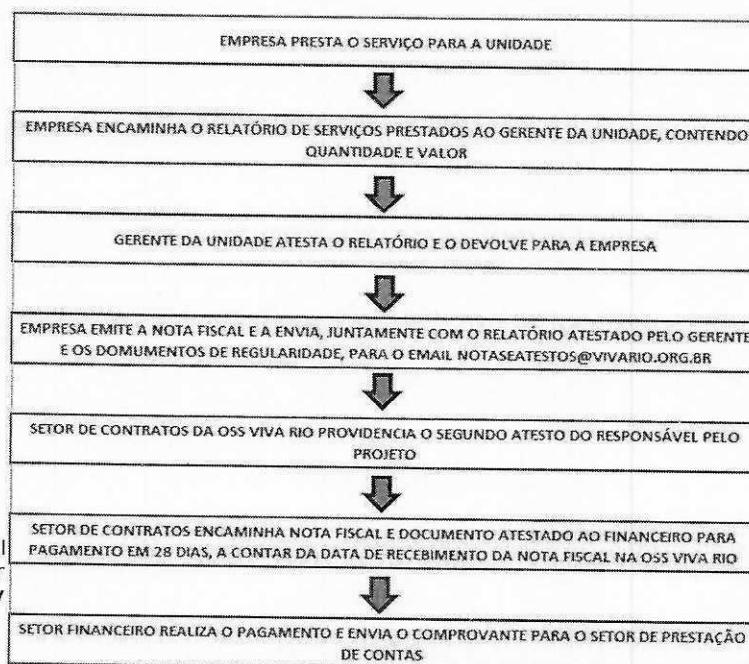 EMPRESA PRESTA O SERVIÇO PARA A UNIDADE
EMPRESA ENCAMINHA O RELATÓRIO DE SERVIÇOS PRESTADOS AO GERENTE DA UNIDADE, CONTENDO
QUANTIDADE E VALOR
GERENTE DA UNIDADE ATESTA O RELATÓRIO E O DEVOLVE PARA A EMPRESA
EMPRESA EMITE A NOTA FISCAL E A ENVIA, JUNTAMENTE COM O RELATÓRIO ATESTADO PELO GERENTE
E OS DOMUMENTOS DE REGULARIDADE, PARA O EMAIL NOTASEATESTOS@VIVARIO.ORG.BR
SETOR DE CONTRATOS DA OSS VIVA RIO PROVIDENCIA O SEGUNDO ATESTO DO RESPONSÁVEL PELO
PROJETO
SETOR DE CONTRATOS ENCAMINHA NOTA FISCAL E DOCUMENTO ATESTADO AO FINANCEIRO PARA
PAGAMENTO EM 28 DIAS, A CONTAR DA DATA DE RECEBIMENTO DA NOTA FISCAL NA OSS VIVA RIO
SETOR FINANCEIRO REALIZA O PAGAMENTO E ENVIA O COMPROVANTE PARA O SETOR DE PRESTAÇÃO
DE CONTAS